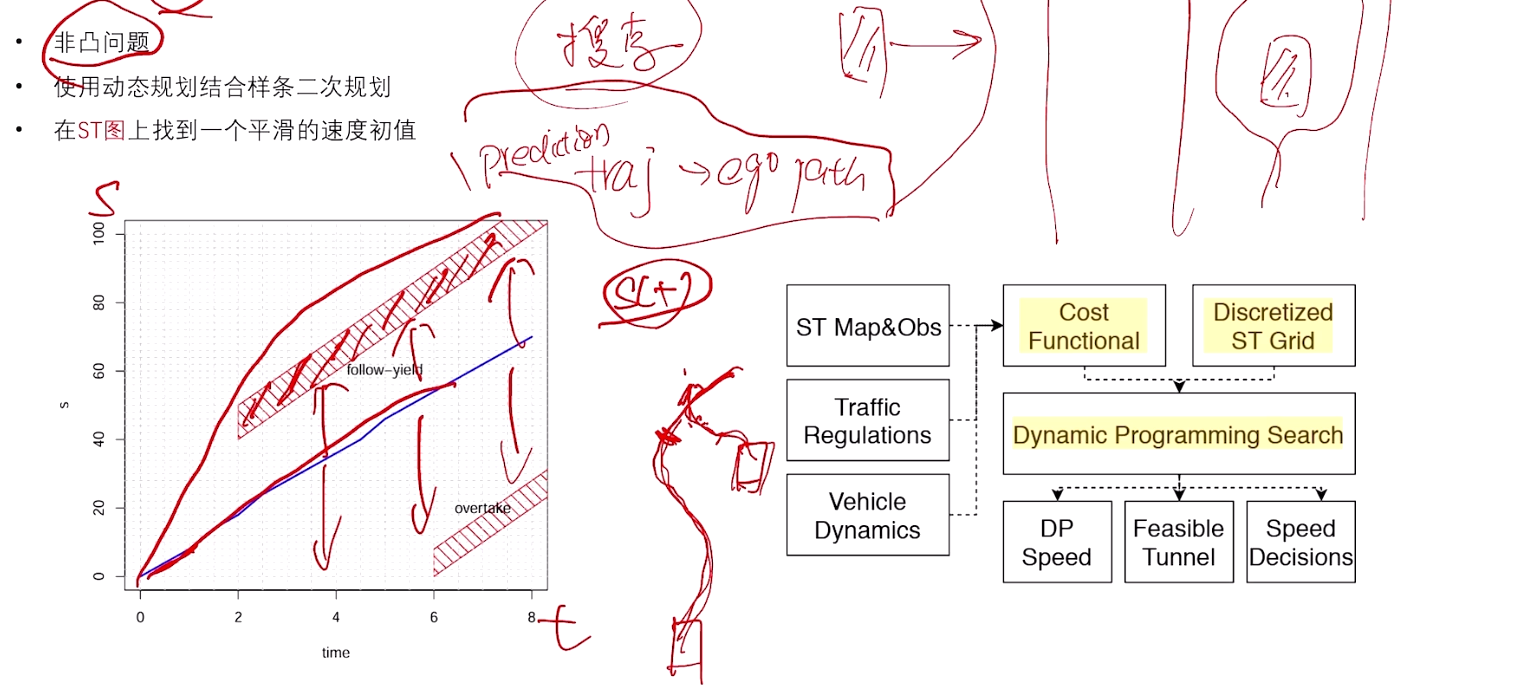 • 非凸问题
• 使用动态规划结合样条二次规划
• 在ST图上找到一个平滑的速度初值
搜索
prediction
traj → ego path
S
s(t)
100
80
60
40
20
0
s
follow-yield
overtake
0 2 4 6 8
t
time
ST Map&Obs
Traffic
Regulations
Vehicle
Dynamics
Cost
Functional
Discretized
ST Grid
Dynamic Programming Search
DP
Speed
Feasible
Tunnel
Speed
Decisions